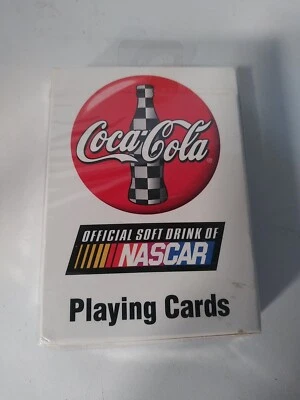 Coca-Cola
OFFICIAL SOFT DRINK OF
NASCAR
Playing Cards